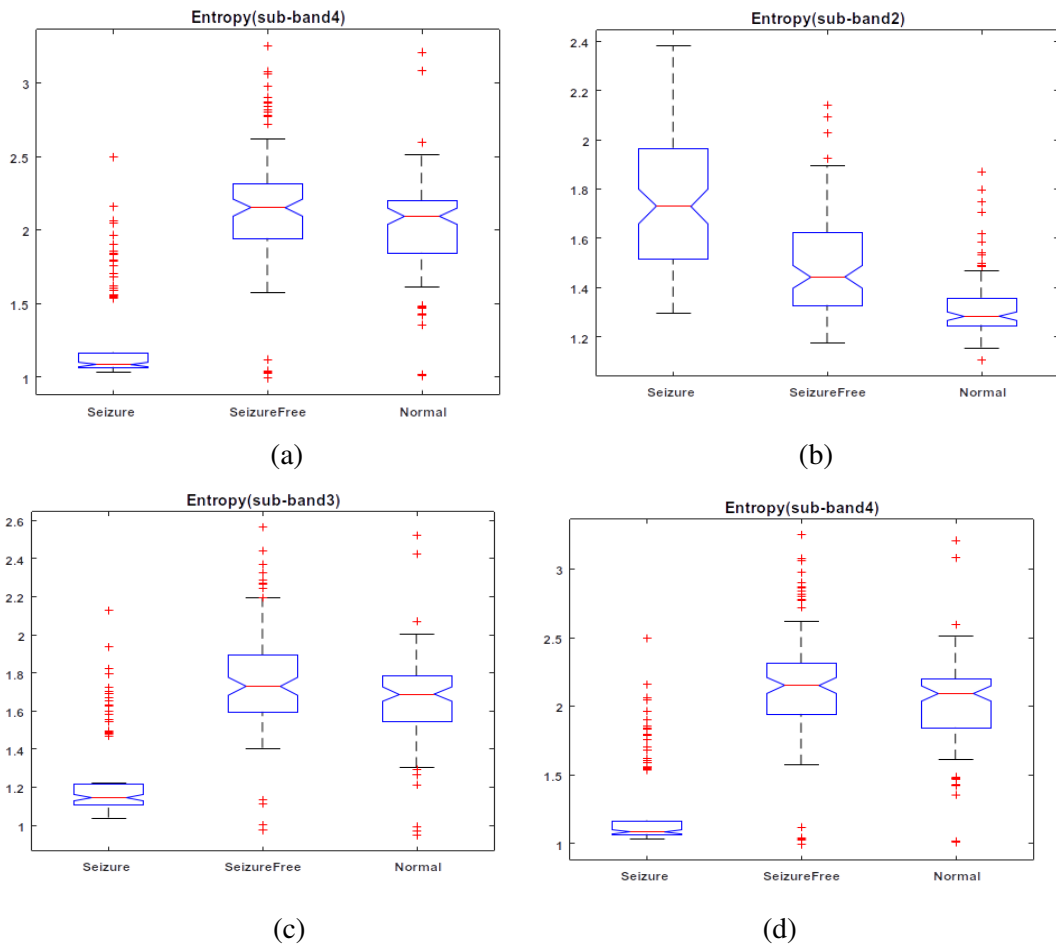 Entropy(sub-band4)
3
2.5
2
1.5
1
Seizure SeizureFree Normal
(a)
Entropy(sub-band2)
2.4
2.2
2
1.8
1.6
1.4
1.2
Seizure SeizureFree Normal
(b)
Entropy(sub-band3)
2.6
2.4
2.2
2
1.8
1.6
1.4
1.2
1
Seizure SeizureFree Normal
(c)
Entropy(sub-band4)
3
2.5
2
1.5
1
Seizure SeizureFree Normal
(d)